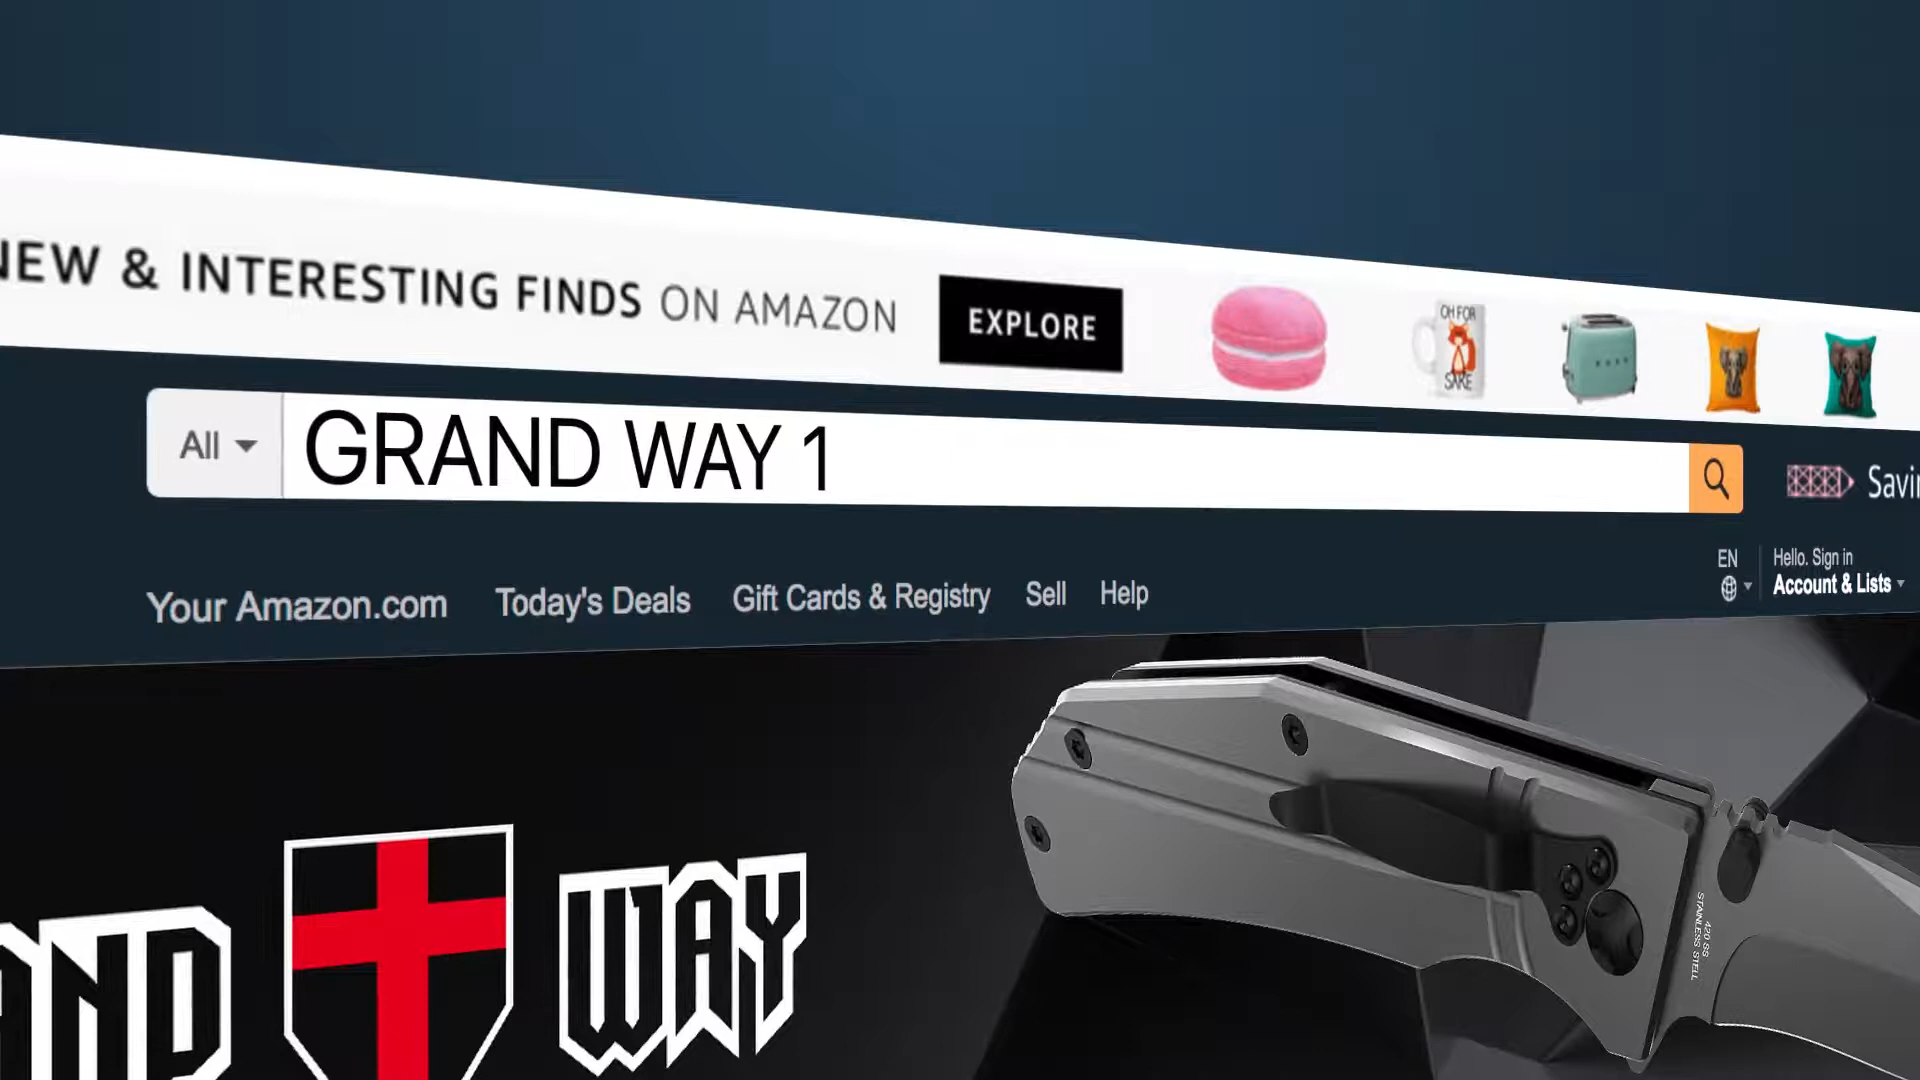 NEW & INTERESTING FINDS ON AMAZON EXPLORE
OH FOR
SAKE
All GRAND WAY 1
EN
Hello. Sign in
Account & Lists
Your Amazon.com Today's Deals Gift Cards & Registry Sell Help
WAY
420 SS
STAINLESS STELL